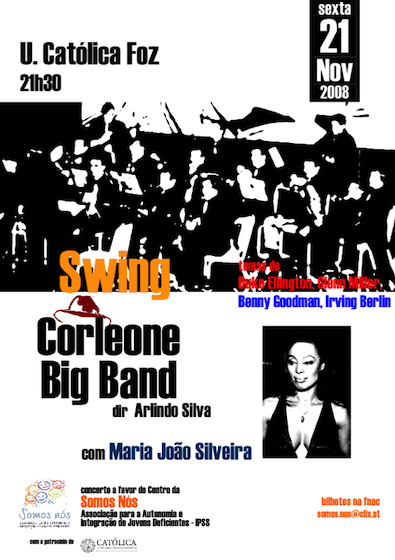 sexta
21
Nov
2008
U. Católica Foz
21h30
Swing
temas de
Duke Ellington, Glenn Miller
Benny Goodman, Irving Berlin
Corleone
Big Band
dir Arlindo Silva
com Maria João Silveira
Somos nós
concerto a favor do Centro da
Somos Nós
Associação para a Autonomia e
Integração de Jovens Deficientes - IPSS
bilhetes na fnac
somos.nos@clix.pt
com o patrocínio de
CATÓLICA